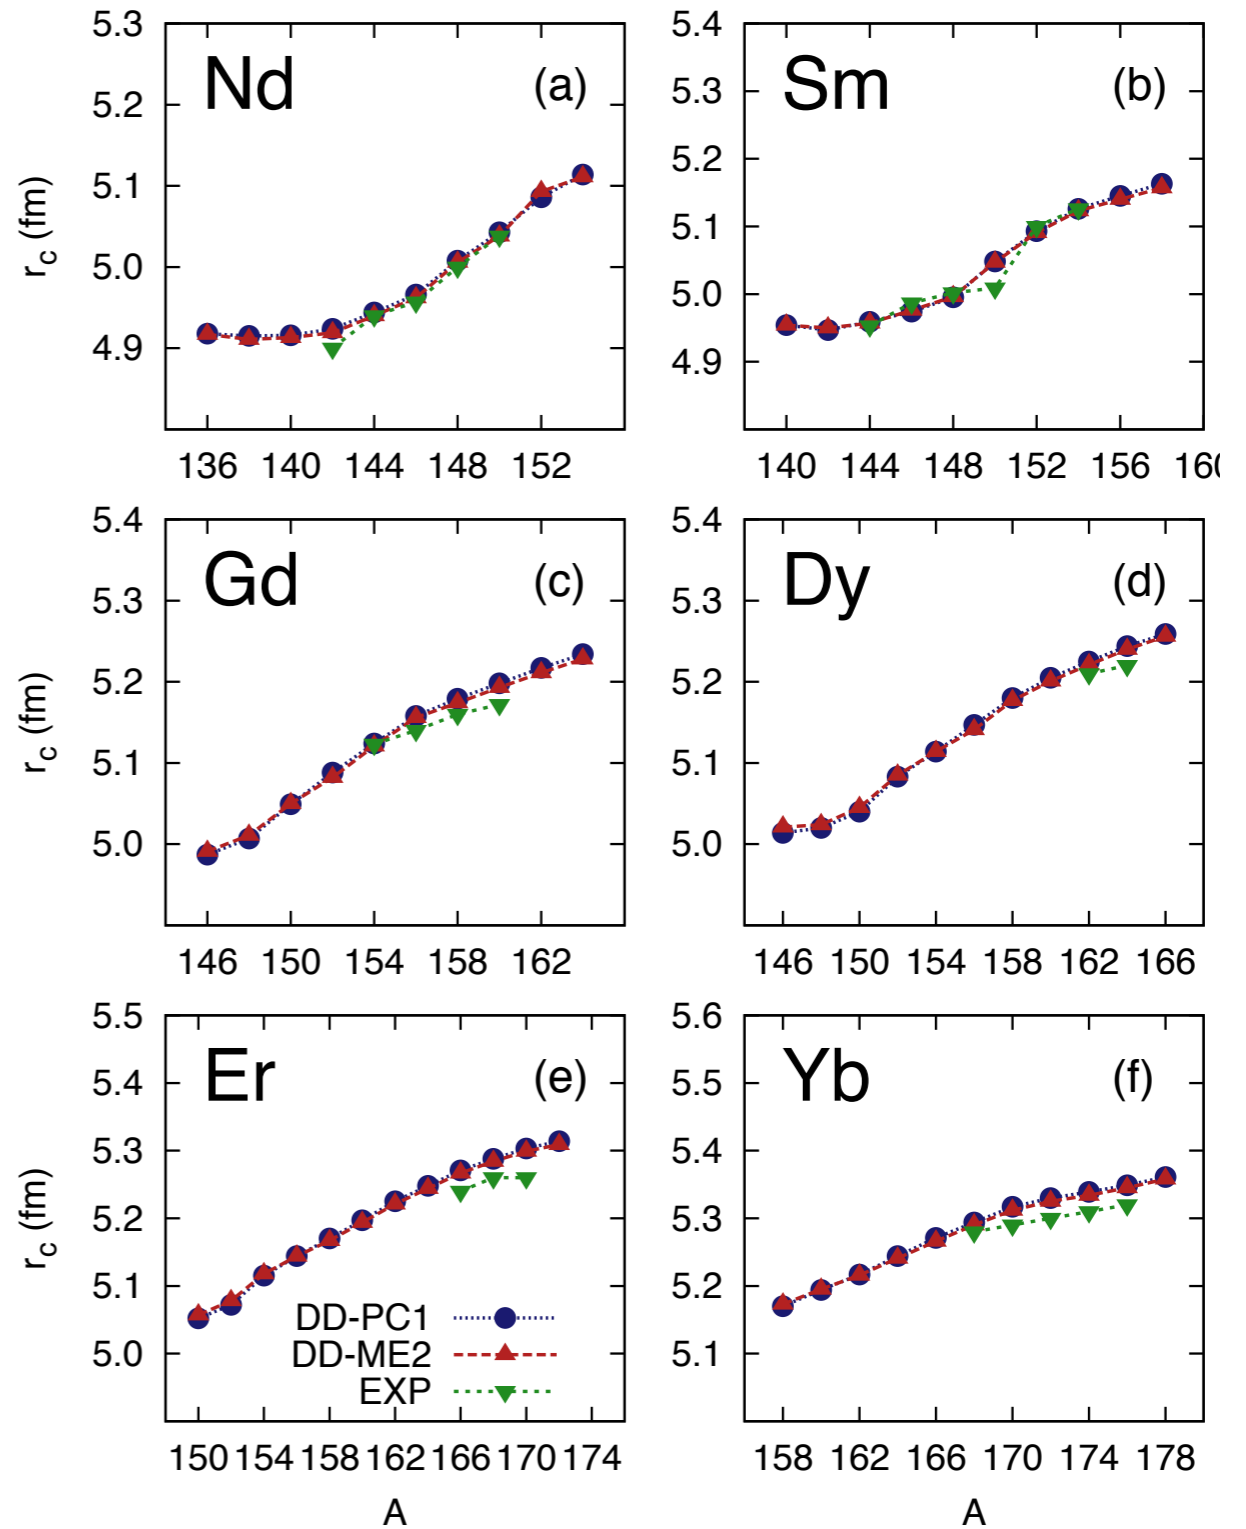 5.3
5.2
5.1
5.0
4.9
r_c (fm)
Nd
(a)
136 140 144 148 152
5.4
5.3
5.2
5.1
5.0
4.9
Sm
(b)
140 144 148 152 156 160
5.4
5.3
5.2
5.1
5.0
r_c (fm)
Gd
(c)
146 150 154 158 162
5.4
5.3
5.2
5.1
5.0
Dy
(d)
146 150 154 158 162 166
5.5
5.4
5.3
5.2
5.1
5.0
r_c (fm)
Er
(e)
DD-PC1
DD-ME2
EXP
150 154 158 162 166 170 174
A
5.6
5.5
5.4
5.3
5.2
5.1
Yb
(f)
158 162 166 170 174 178
A